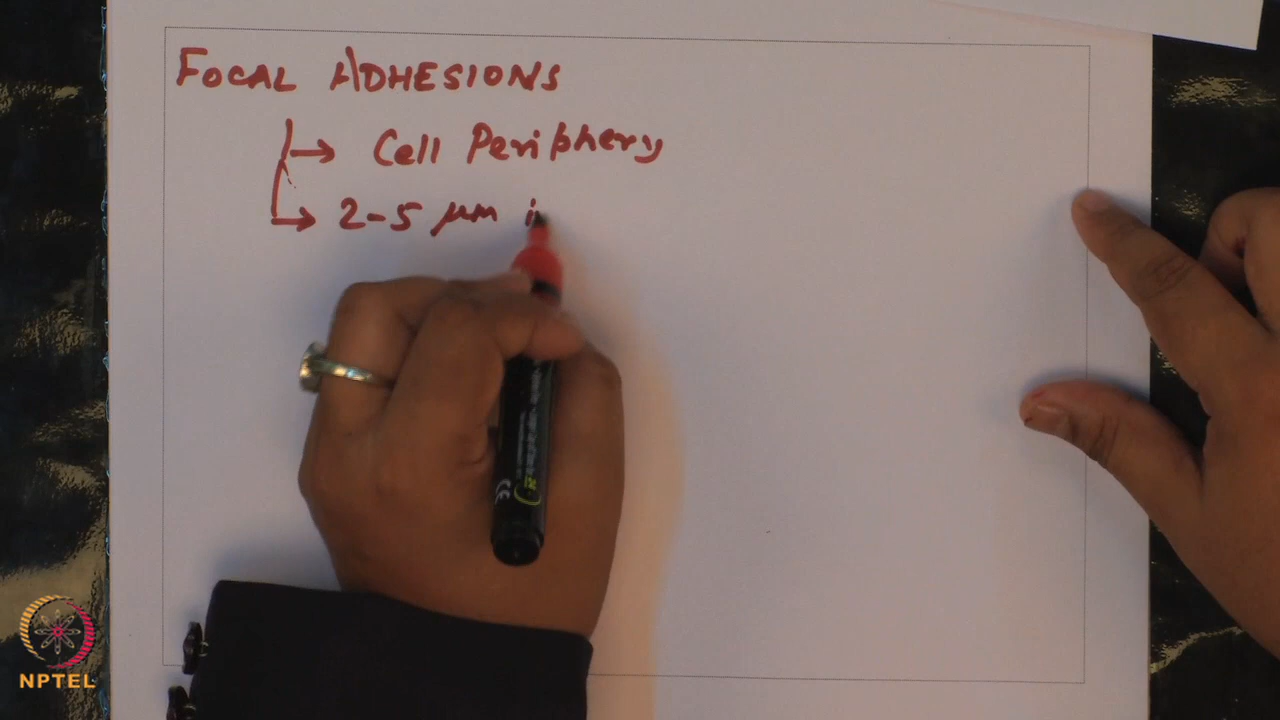 FOCAL ADHESIONS
→ Cell Periphery
→ 2-5 μm i
NPTEL